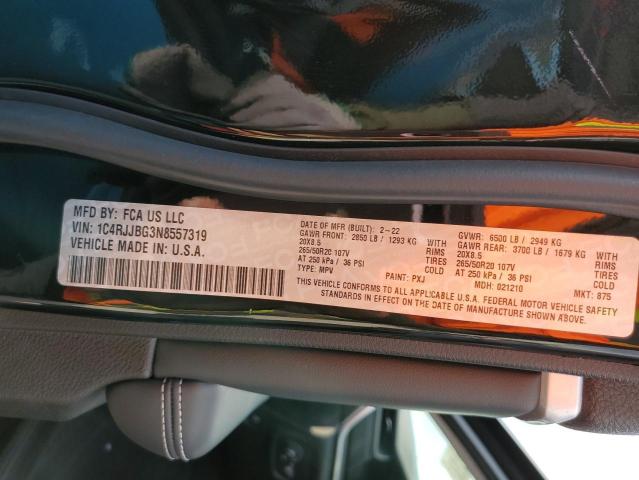 MFD BY: FCA US LLC
VIN: 1C4RJJBG3N8557319
VEHICLE MADE IN: U.S.A.
DATE OF MFR (BUILT): 2-22 GVWR: 6500 LB / 2949 KG
GAWR FRONT: 2850 LB / 1293 KG WITH GAWR REAR: 3700 LB / 1679 KG WITH
20X8.5 RIMS 20X8.5 RIMS
265/50R20 107V TIRES 265/50R20 107V TIRES
AT 250 kPa / 36 PSI COLD AT 250 kPa / 36 PSI COLD
TYPE: MPV PAINT: PXJ MDH: 021210 MKT: 875
THIS VEHICLE CONFORMS TO ALL APPLICABLE U.S.A. FEDERAL MOTOR VEHICLE SAFETY
STANDARDS IN EFFECT ON THE DATE OF MANUFACTURE SHOWN ABOVE.